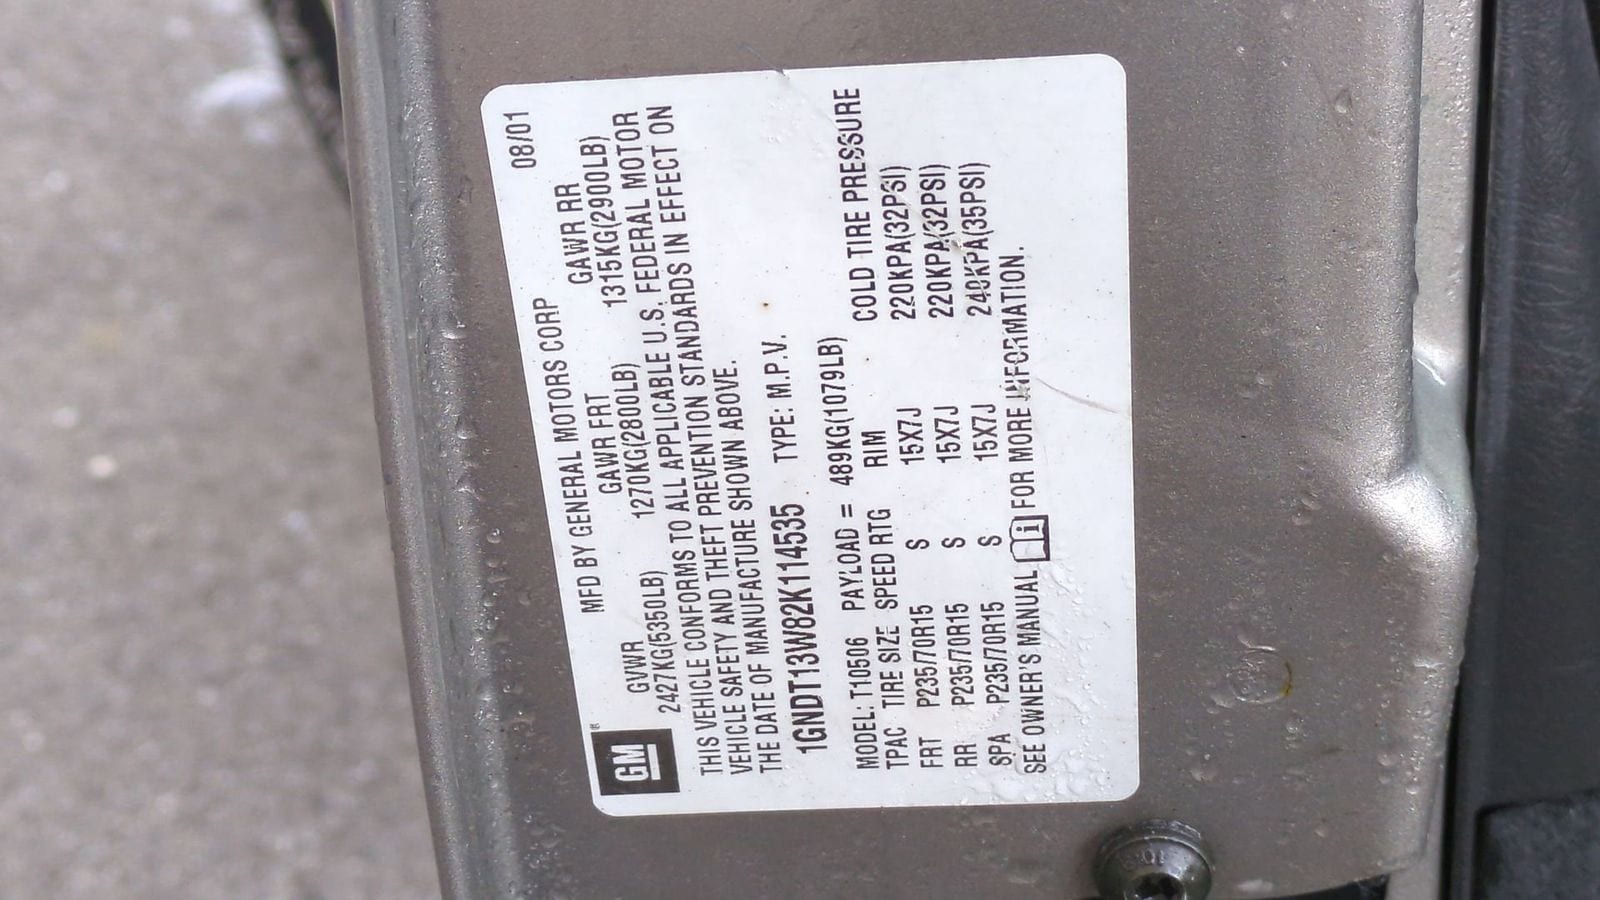 08/01
MFD BY GENERAL MOTORS CORP
GM
GVWR GAWR FRT GAWR RR
2427KG(5350LB) 1270KG(2800LB) 1315KG(2900LB)
THIS VEHICLE CONFORMS TO ALL APPLICABLE U.S. FEDERAL MOTOR
VEHICLE SAFETY AND THEFT PREVENTION STANDARDS IN EFFECT ON
THE DATE OF MANUFACTURE SHOWN ABOVE.
1GNDT13W82K114535 TYPE: M.P.V.
MODEL: T10506 PAYLOAD = 489KG(1079LB)
TPAC TIRE SIZE SPEED RTG RIM COLD TIRE PRESSURE
FRT P235/70R15 S 15X7J 220KPA(32PSI)
RR P235/70R15 S 15X7J 220KPA(32PSI)
SPA P235/70R15 S 15X7J 240KPA(35PSI)
SEE OWNER'S MANUAL i FOR MORE INFORMATION.